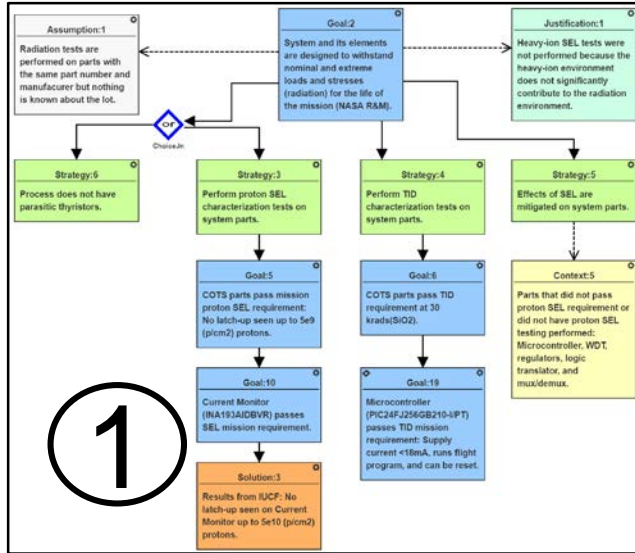 Assumption:1
Radiation tests are
performed on parts with
the same part number and
manufacurer but nothing
is known about the lot.
Goal:2
System and its elements
are designed to withstand
nominal and extreme
loads and stresses
(radiation) for the life of
the mission (NASA R&M).
Justification:1
Heavy-ion SEL tests were
not performed because the
heavy-ion environment
does not significantly
contribute to the radiation
environment.
or
ChoiceJn
Strategy:6
Process does not have
parasitic thyristors.
Strategy:3
Perform proton SEL
characterization tests on
system parts.
Strategy:4
Perform TID
characterization tests on
system parts.
Strategy:5
Effects of SEL are
mitigated on system parts.
Goal:5
COTS parts pass mission
proton SEL requirement:
No latch-up seen up to 5e9
(p/cm2) protons.
Goal:6
COTS parts pass TID
requirement at 30
krads(SiO2).
Context:5
Parts that did not pass
proton SEL requirement or
did not have proton SEL
testing performed:
Microcontroller, WDT,
regulators, logic
translator, and
mux/demux.
Goal:10
Current Monitor
(INA193AIDBVR) passes
SEL mission requirement.
Goal:19
Microcontroller
(PIC24FJ256GB210-I/PT)
passes TID mission
requirement: Supply
current <18mA, runs flight
program, and can be reset.
Solution:3
Results from IUCF: No
latch-up seen on Current
Monitor up to 5e10 (p/cm2)
protons.
1